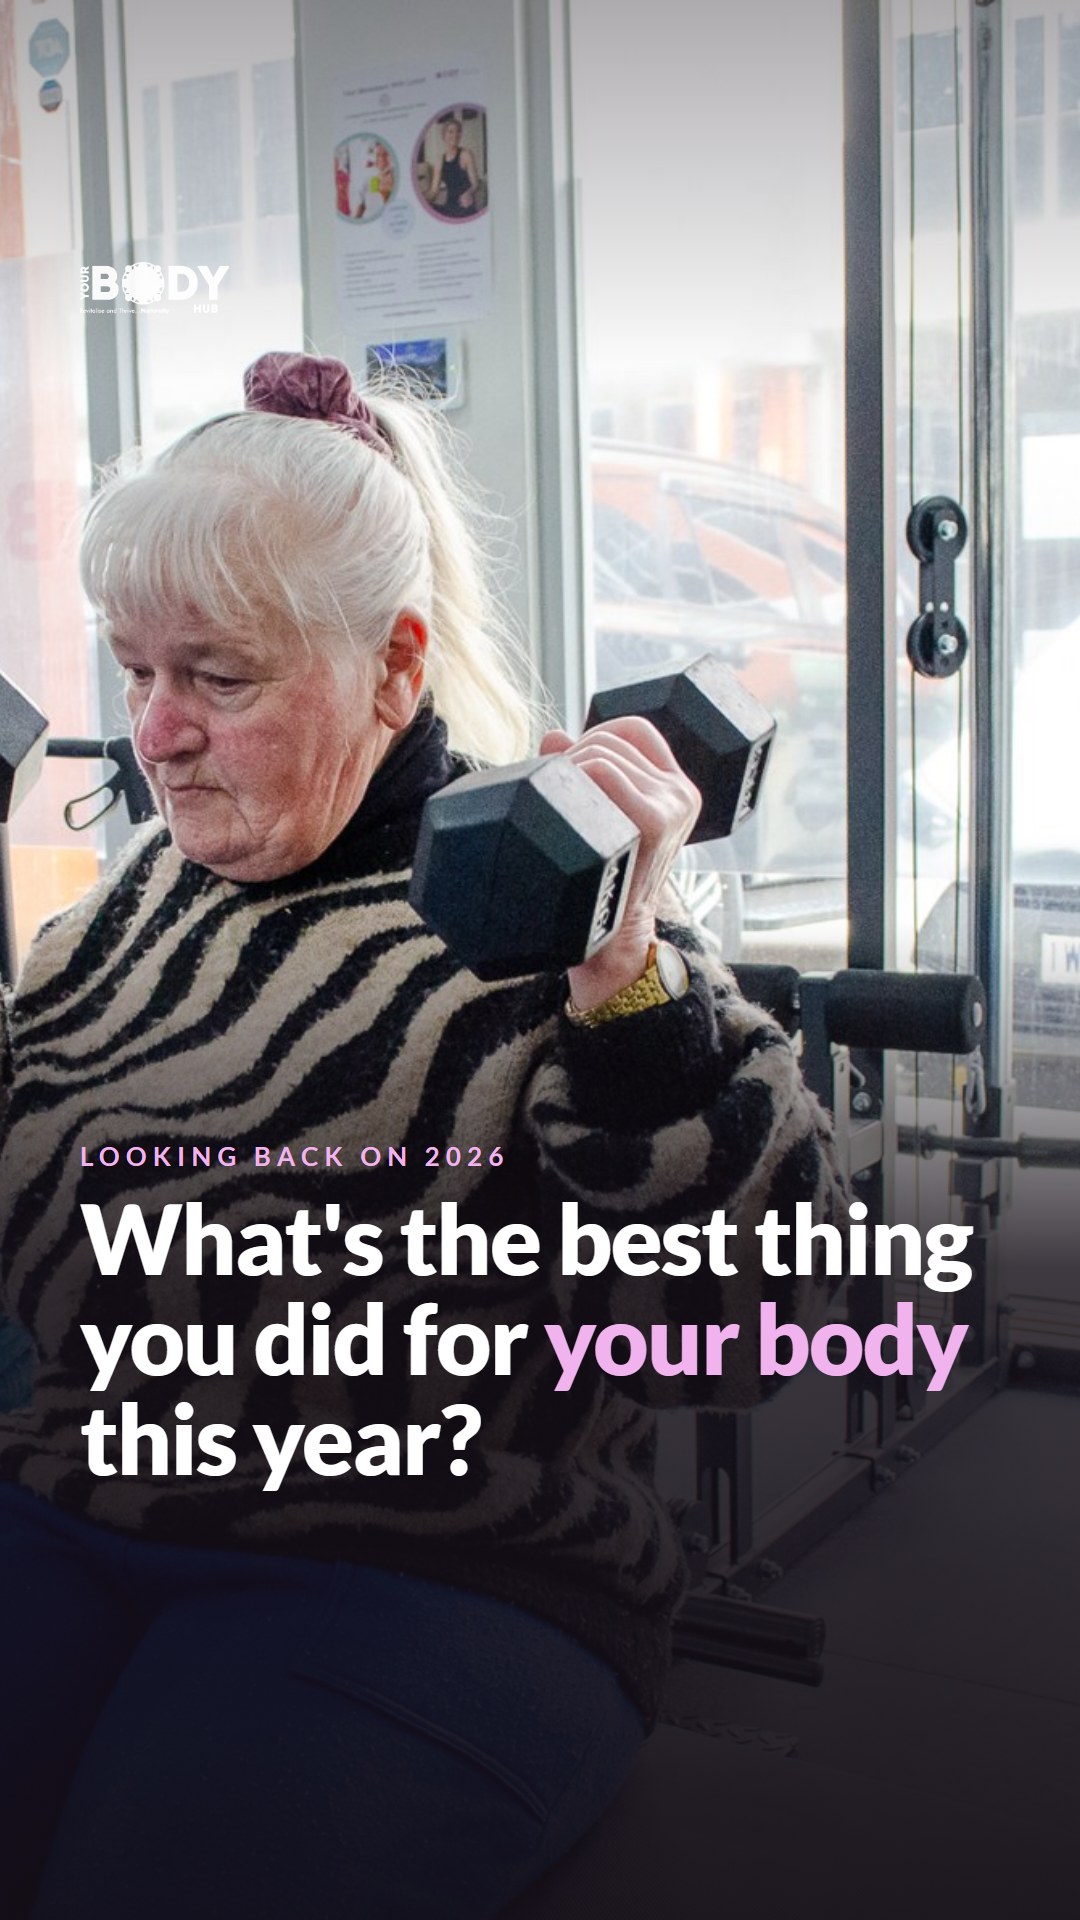 YOUR
BODY
HUB
LOOKING BACK ON 2026
What's the best thing
you did for your body
this year?